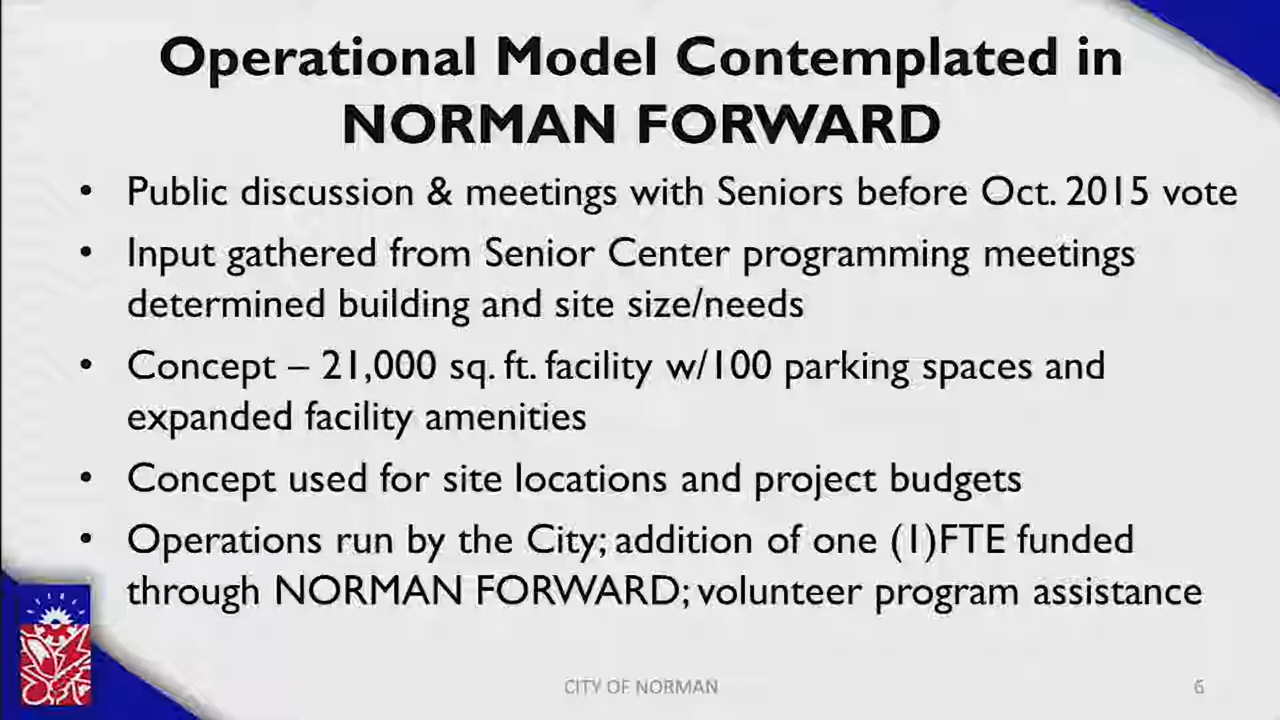 Operational Model Contemplated in
NORMAN FORWARD
• Public discussion & meetings with Seniors before Oct. 2015 vote
• Input gathered from Senior Center programming meetings
determined building and site size/needs
• Concept – 21,000 sq. ft. facility w/100 parking spaces and
expanded facility amenities
• Concept used for site locations and project budgets
• Operations run by the City; addition of one (1)FTE funded
through NORMAN FORWARD; volunteer program assistance
CITY OF NORMAN
6